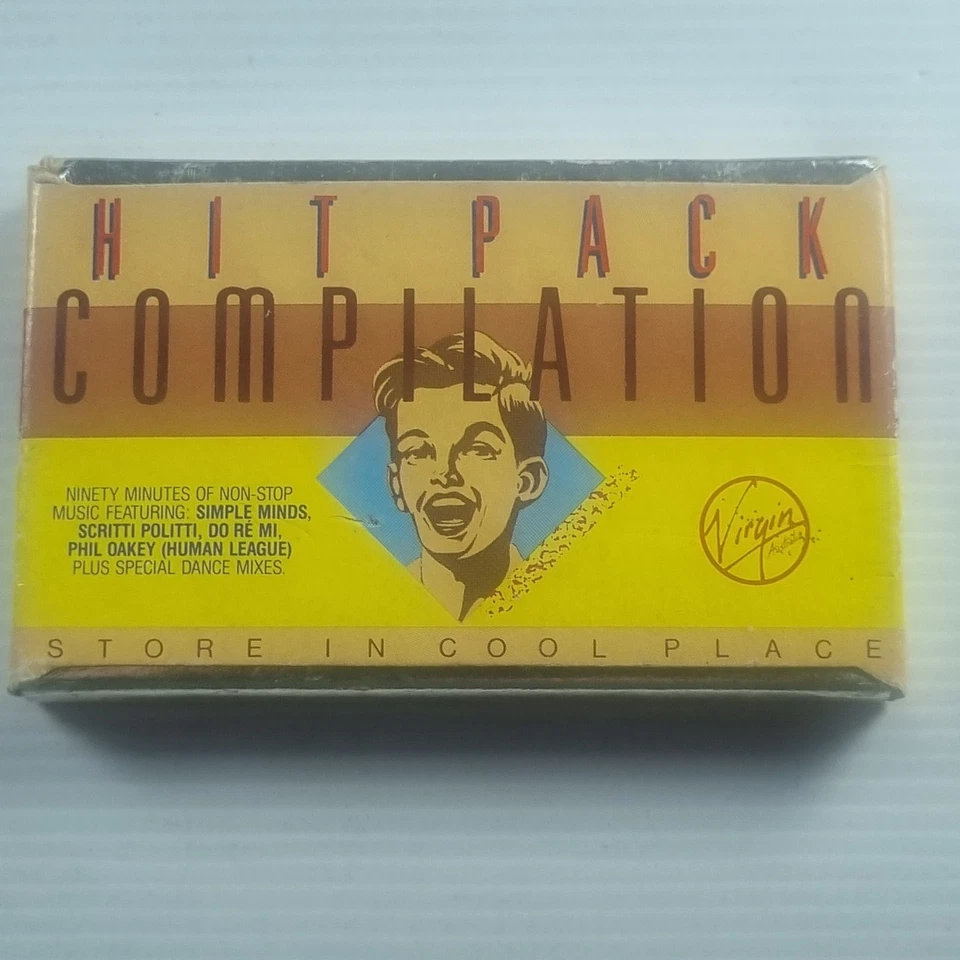 HIT PACK
COMPILATION
NINETY MINUTES OF NON-STOP
MUSIC FEATURING: SIMPLE MINDS,
SCRITTI POLITTI, DO RÉ MI,
PHIL OAKEY (HUMAN LEAGUE)
PLUS SPECIAL DANCE MIXES.
Virgin
Australia
STORE IN COOL PLACE